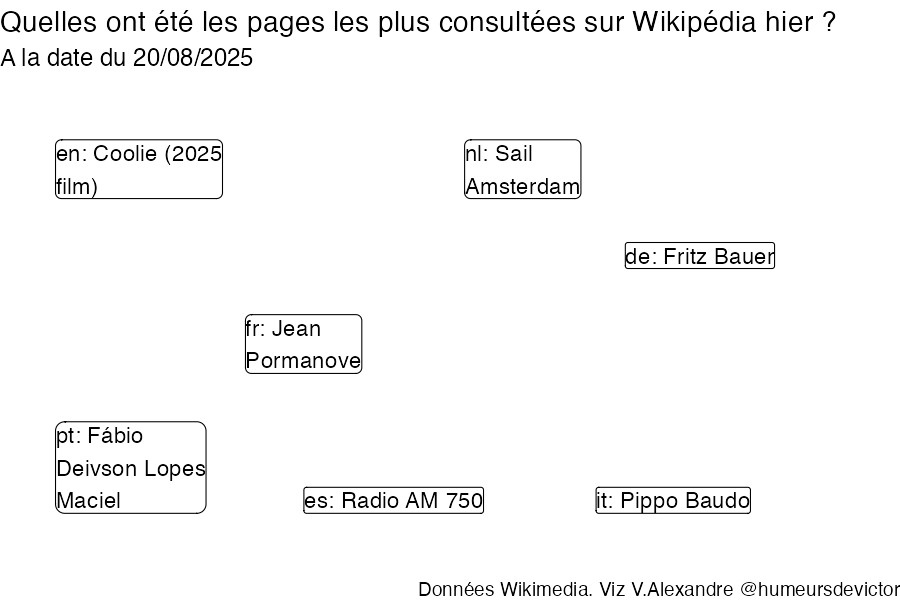 Quelles ont été les pages les plus consultées sur Wikipédia hier ?
A la date du 20/08/2025
en: Coolie (2025
film)
nl: Sail
Amsterdam
de: Fritz Bauer
fr: Jean
Pormanove
pt: Fábio
Deivson Lopes
Maciel
es: Radio AM 750
it: Pippo Baudo
Données Wikimedia. Viz V.Alexandre @humeursdevictor